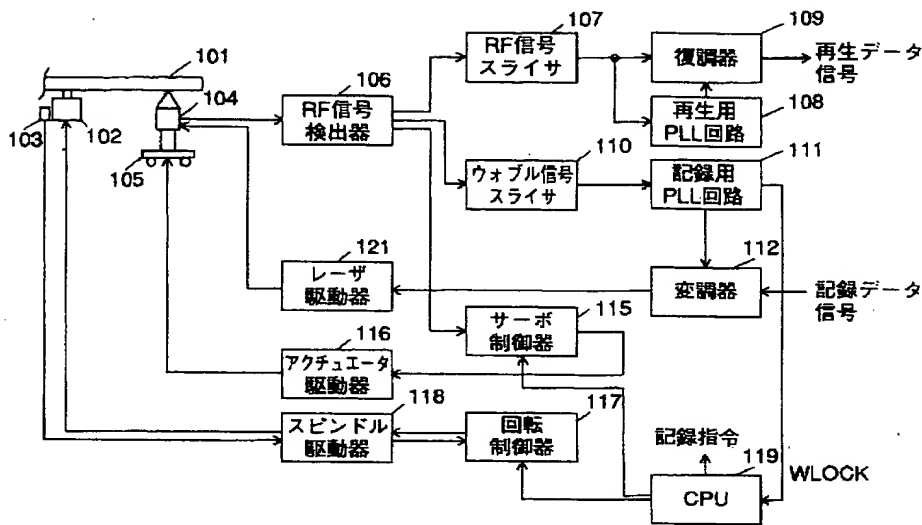 107
RF信号
スライサ
109
復調器
再生データ
信号
101
104
106
RF信号
検出器
103
102
105
108
再生用
PLL回路
110
ウォブル信号
スライサ
111
記録用
PLL回路
121
レーザ
駆動器
112
変調器
記録データ
信号
115
サーボ
制御器
116
アクチュエータ
駆動器
118
スピンドル
駆動器
117
回転
制御器
記録指令
119
CPU
WLOCK